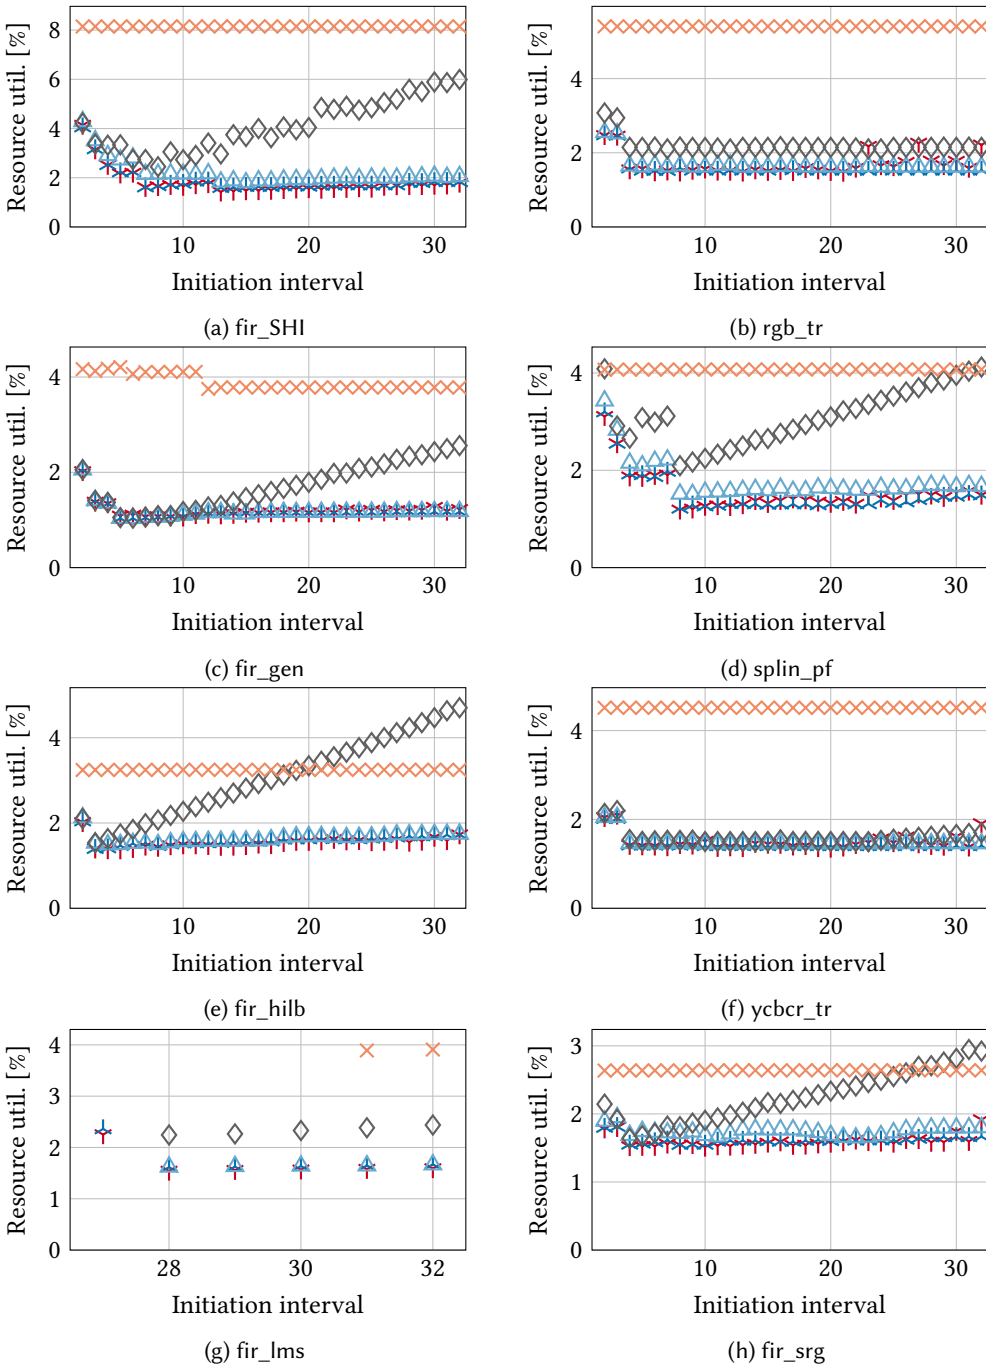 8
6
4
2
0
Resource util. [%]
10
20
30
Initiation interval
(a) fir_SHI
4
2
0
Resource util. [%]
10
20
30
Initiation interval
(b) rgb_tr
4
2
0
Resource util. [%]
10
20
30
Initiation interval
(c) fir_gen
4
2
0
Resource util. [%]
10
20
30
Initiation interval
(d) splin_pf
4
2
0
Resource util. [%]
10
20
30
Initiation interval
(e) fir_hilb
4
2
0
Resource util. [%]
10
20
30
Initiation interval
(f) ycbcr_tr
4
3
2
1
0
Resource util. [%]
28
30
32
Initiation interval
(g) fir_lms
3
2
1
0
Resource util. [%]
10
20
30
Initiation interval
(h) fir_srg